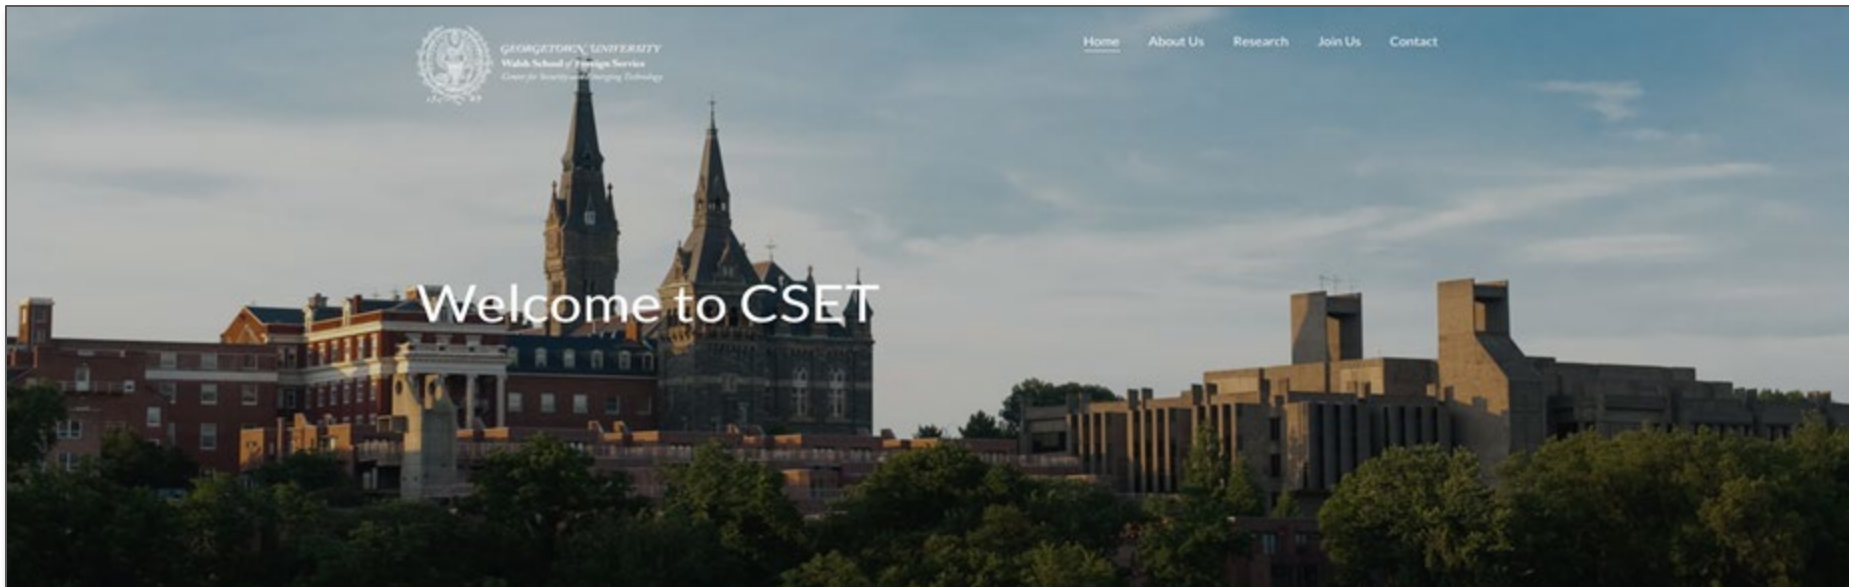 GEORGETOWN UNIVERSITY
Walsh School of Foreign Service
Center for Security and Emerging Technology
Home About Us Research Join Us Contact
Welcome to CSET